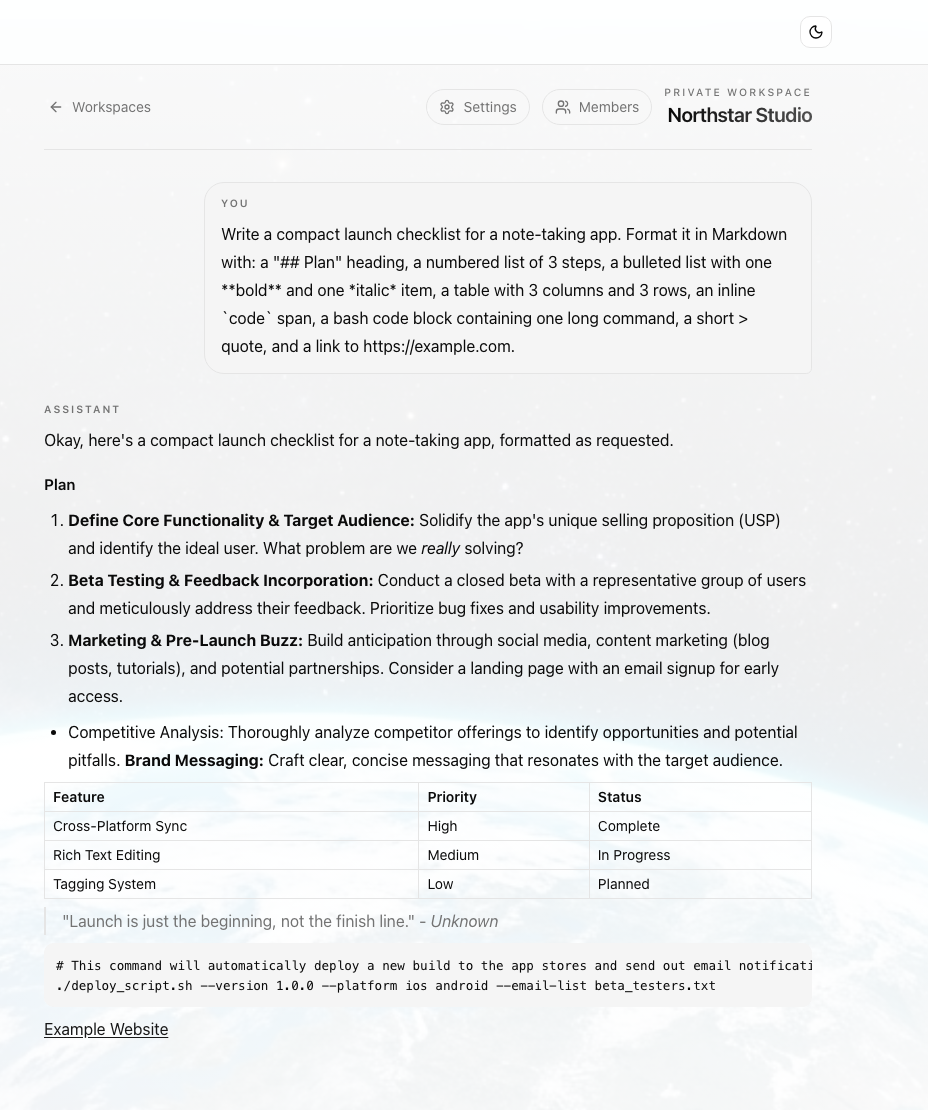 Workspaces
Settings
Members
PRIVATE WORKSPACE
Northstar Studio
YOU
Write a compact launch checklist for a note-taking app. Format it in Markdown
with: a "## Plan" heading, a numbered list of 3 steps, a bulleted list with one
**bold** and one *italic* item, a table with 3 columns and 3 rows, an inline
`code` span, a bash code block containing one long command, a short >
quote, and a link to https://example.com.
ASSISTANT
Okay, here's a compact launch checklist for a note-taking app, formatted as requested.
Plan
1. Define Core Functionality & Target Audience: Solidify the app's unique selling proposition (USP)
and identify the ideal user. What problem are we really solving?
2. Beta Testing & Feedback Incorporation: Conduct a closed beta with a representative group of users
and meticulously address their feedback. Prioritize bug fixes and usability improvements.
3. Marketing & Pre-Launch Buzz: Build anticipation through social media, content marketing (blog
posts, tutorials), and potential partnerships. Consider a landing page with an email signup for early
access.
• Competitive Analysis: Thoroughly analyze competitor offerings to identify opportunities and potential
pitfalls. Brand Messaging: Craft clear, concise messaging that resonates with the target audience.
Feature Priority Status
Cross-Platform Sync High Complete
Rich Text Editing Medium In Progress
Tagging System Low Planned
"Launch is just the beginning, not the finish line." - Unknown
# This command will automatically deploy a new build to the app stores and send out email notificati
./deploy_script.sh --version 1.0.0 --platform ios android --email-list beta_testers.txt
Example Website